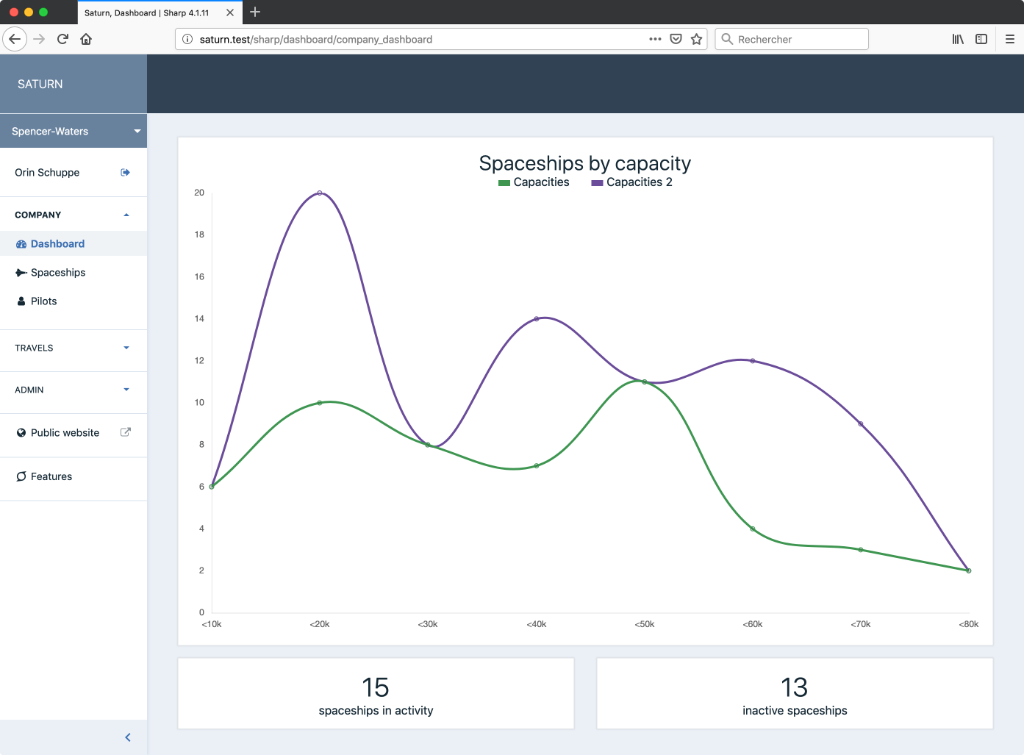 Saturn, Dashboard | Sharp 4.1.11
saturn.test/sharp/dashboard/company_dashboard
Rechercher
SATURN
Spencer-Waters
Orin Schuppe
COMPANY
Dashboard
Spaceships
Pilots
TRAVELS
ADMIN
Public website
Features
Spaceships by capacity
Capacities Capacities 2
20
18
16
14
12
10
8
6
4
2
0
<10k <20k <30k <40k <50k <60k <70k <80k
15
spaceships in activity
13
inactive spaceships